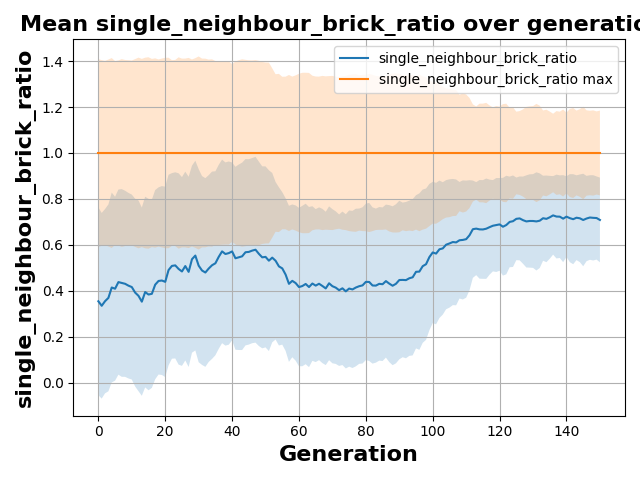 Mean single_neighbour_brick_ratio over generatio
single_neighbour_brick_ratio
single_neighbour_brick_ratio max
single_neighbour_brick_ratio
1.4
1.2
1.0
0.8
0.6
0.4
0.2
0.0
0 20 40 60 80 100 120 140
Generation